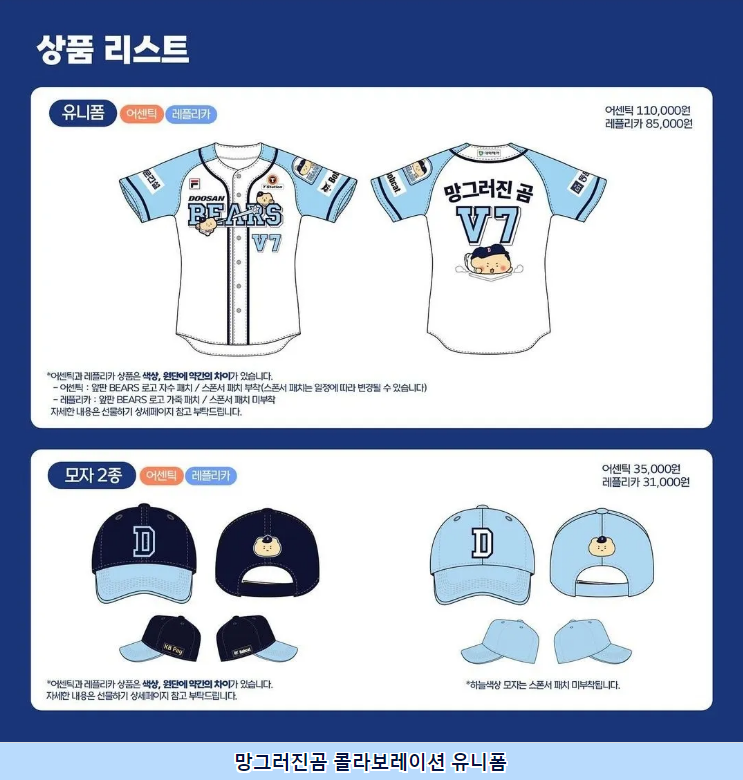 상품 리스트
유니폼 어센틱 레플리카
어센틱 110,000원
레플리카 85,000원
DOOSAN
BEARS
V7
망그러진 곰
V7
*어센틱과 레플리카 상품은 색상, 원단에 약간의 차이가 있습니다.
- 어센틱 : 앞판 BEARS 로고 자수 패치 / 스폰서 패치 부착(스폰서 패치는 일정에 따라 변경될 수 있습니다)
- 레플리카 : 앞판 BEARS 로고 가죽 패치 / 스폰서 패치 미부착
자세한 내용은 선물하기 상세페이지 참고 부탁드립니다.
모자 2종 어센틱 레플리카
어센틱 35,000원
레플리카 31,000원
D
D
KB Pay
Bobcat
*어센틱과 레플리카 상품은 색상, 원단에 약간의 차이가 있습니다.
자세한 내용은 선물하기 상세페이지 참고 부탁드립니다.
*하늘색상 모자는 스폰서 패치 미부착됩니다.
망그러진곰 콜라보레이션 유니폼